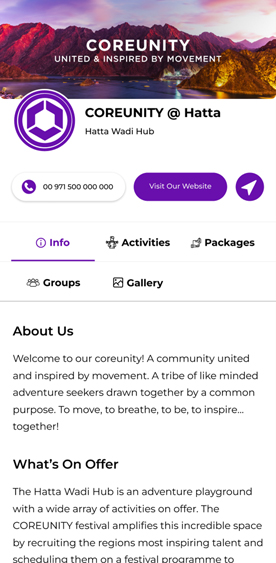 COREUNITY
UNITED & INSPIRED BY MOVEMENT
COREUNITY @ Hatta
Hatta Wadi Hub
00 971 500 000 000
Visit Our Website
Info
Activities
Packages
Groups
Gallery
About Us
Welcome to our coreunity! A community united
and inspired by movement. A tribe of like minded
adventure seekers drawn together by a common
purpose. To move, to breathe, to be, to inspire...
together!
What's On Offer
The Hatta Wadi Hub is an adventure playground
with a wide array of activities on offer. The
COREUNITY festival amplifies this incredible space
by recruiting the regions most inspiring talent and
scheduling them on a festival programme to